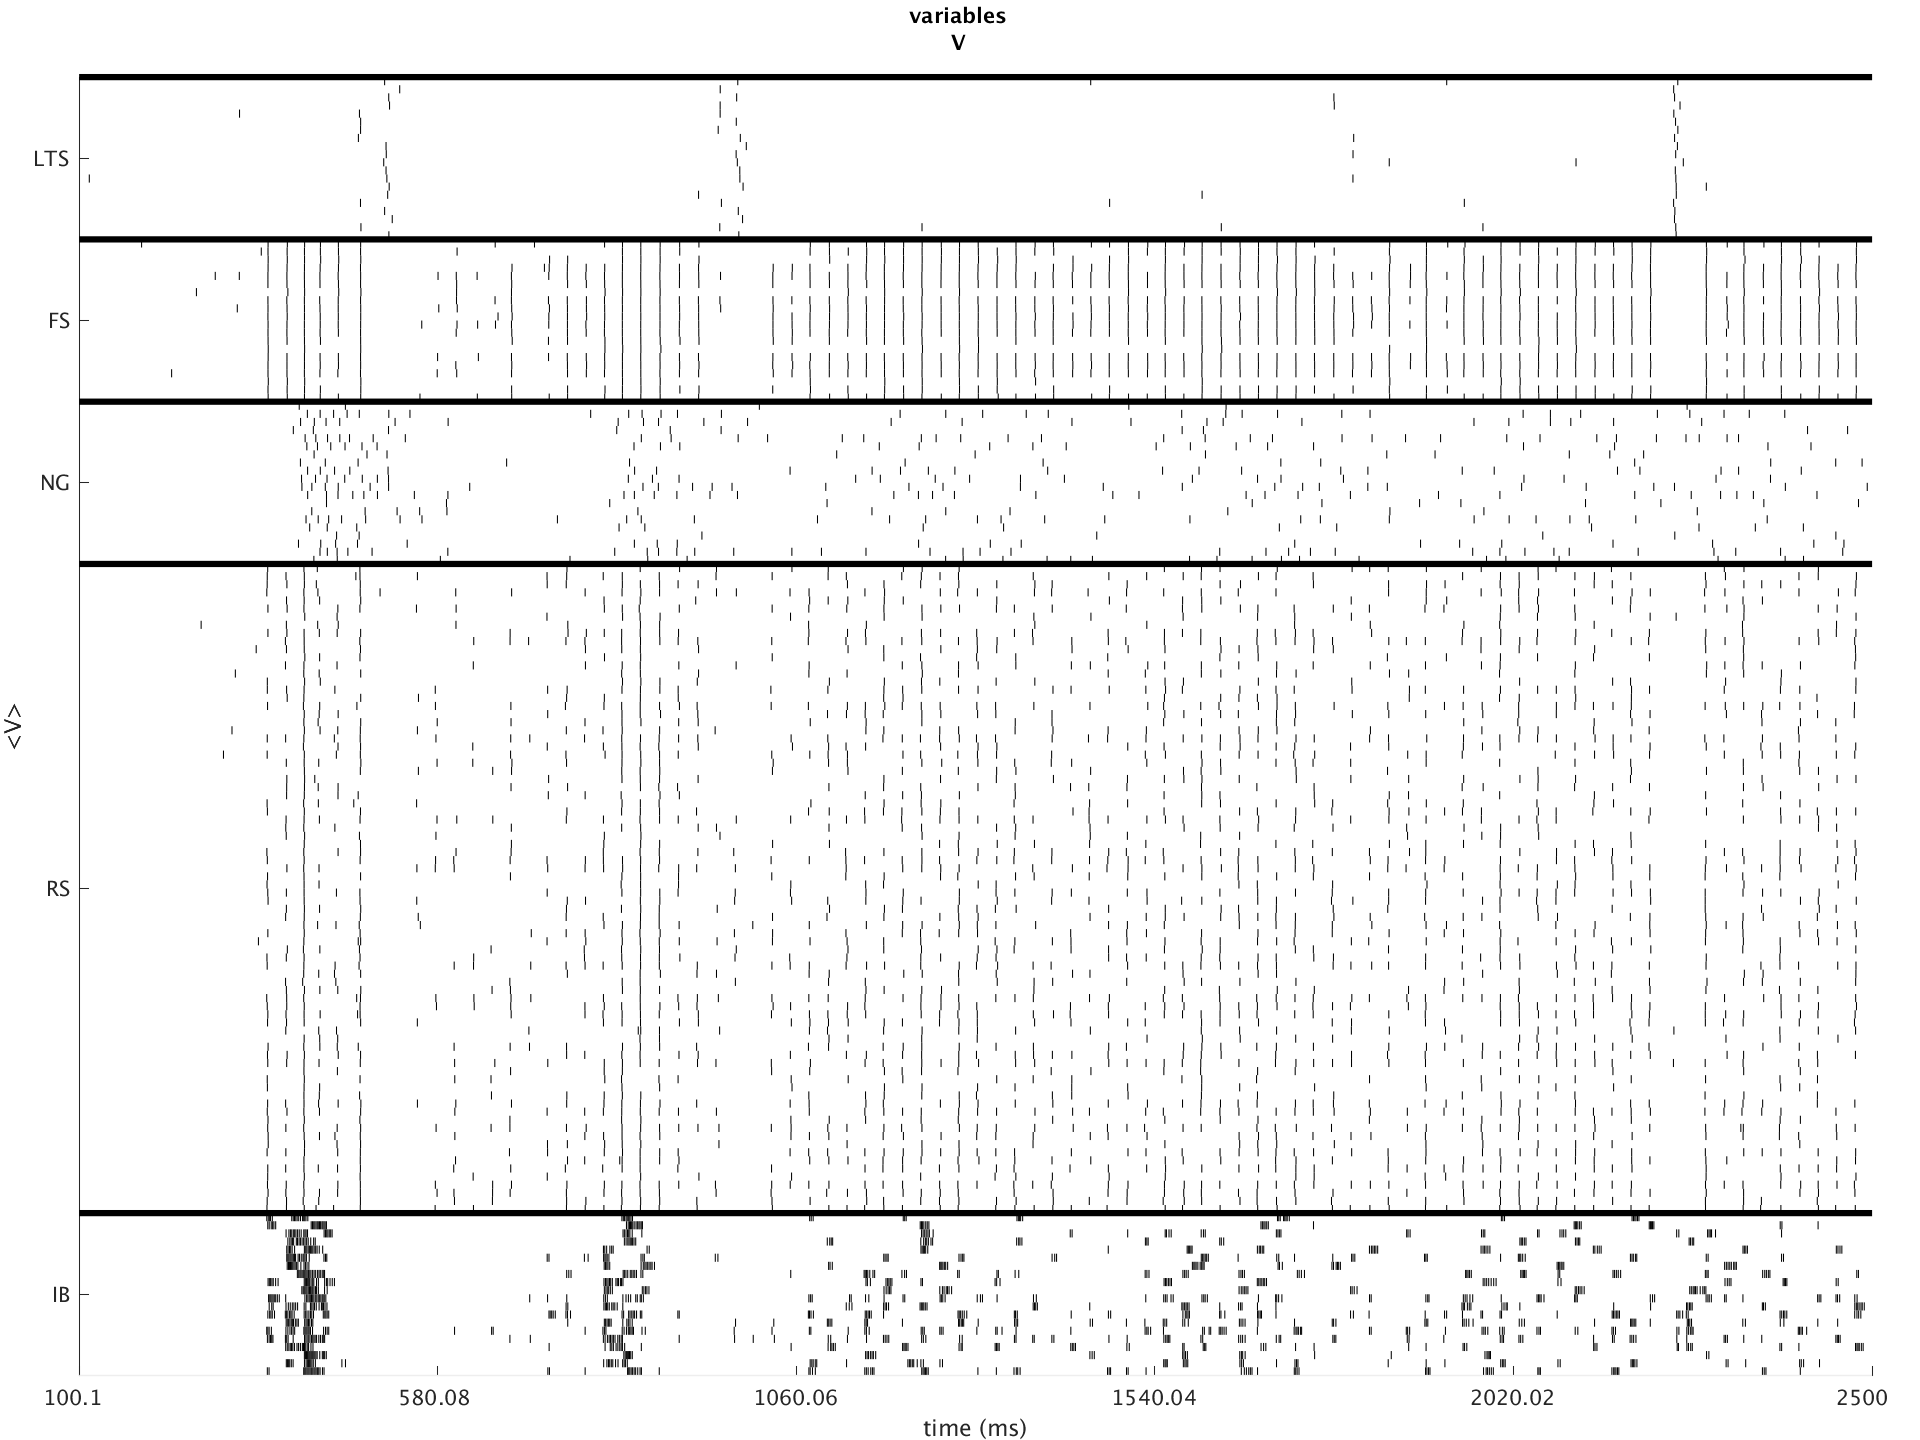 variables
V
LTS
FS
NG
<V>
RS
IB
100.1
580.08
1060.06
1540.04
2020.02
2500
time (ms)